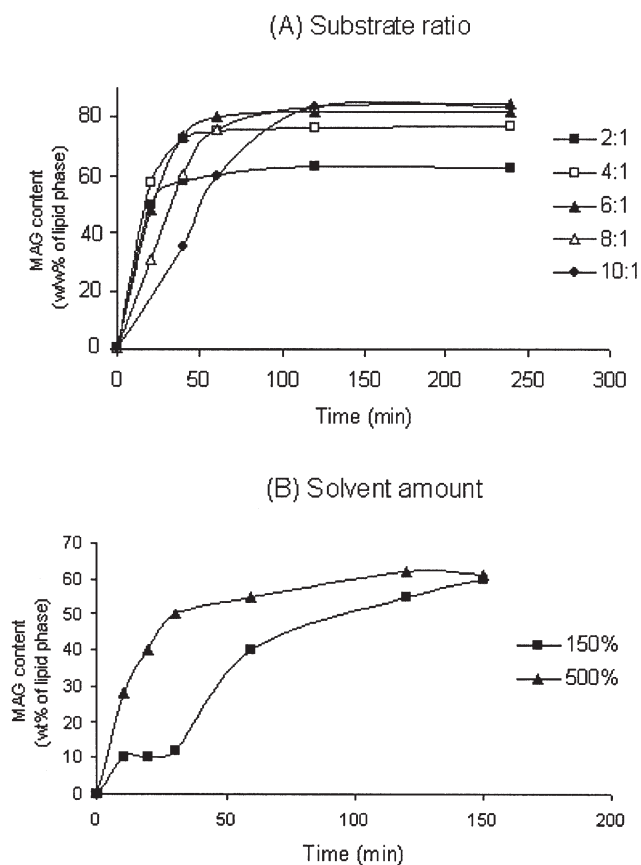 (A) Substrate ratio
MAG content
(w/w% of lipid phase)
80
60
40
20
0
0 50 100 150 200 250 300
Time (min)
2:1
4:1
6:1
8:1
10:1
(B) Solvent amount
MAG content
(wt% of lipid phase)
70
60
50
40
30
20
10
0
0 50 100 150 200
Time (min)
150%
500%